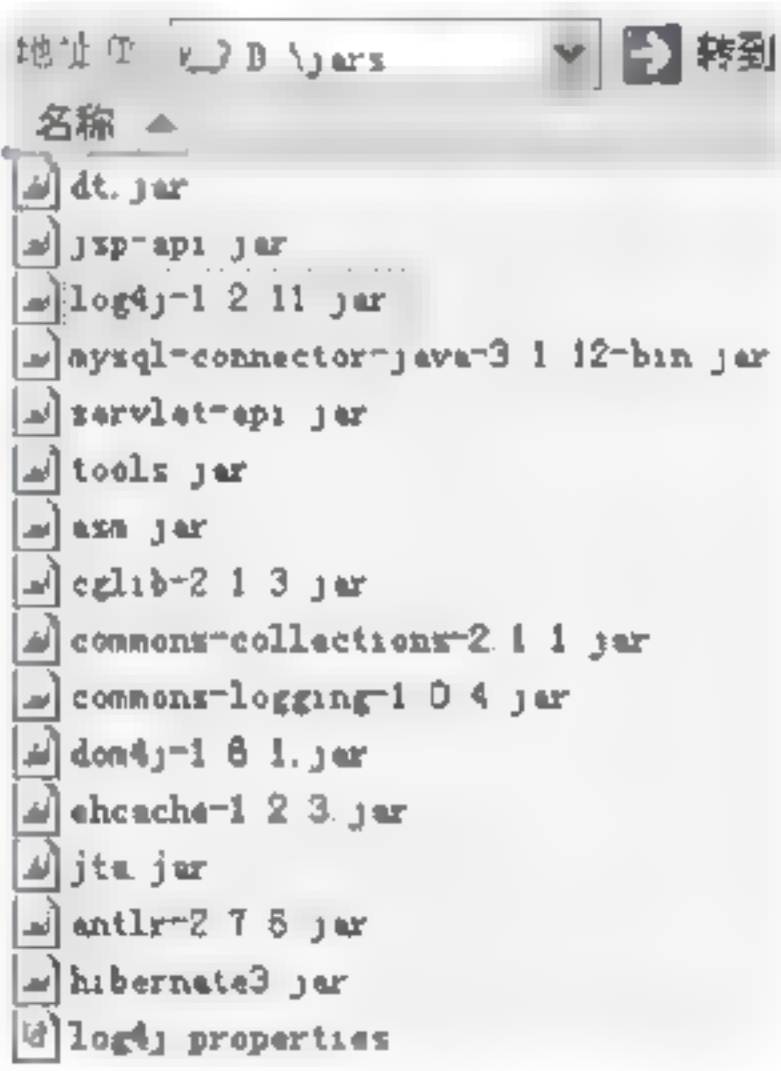 地址 D:\jars 转到
名称
dt.jar
jsp-api.jar
log4j-1.2.11.jar
mysql-connector-java-3.1.12-bin.jar
servlet-api.jar
tools.jar
asm.jar
cglib-2.1.3.jar
commons-collections-2.1.1.jar
commons-logging-1.0.4.jar
dom4j-1.6.1.jar
ehcache-1.2.3.jar
jta.jar
antlr-2.7.6.jar
hibernate3.jar
log4j.properties